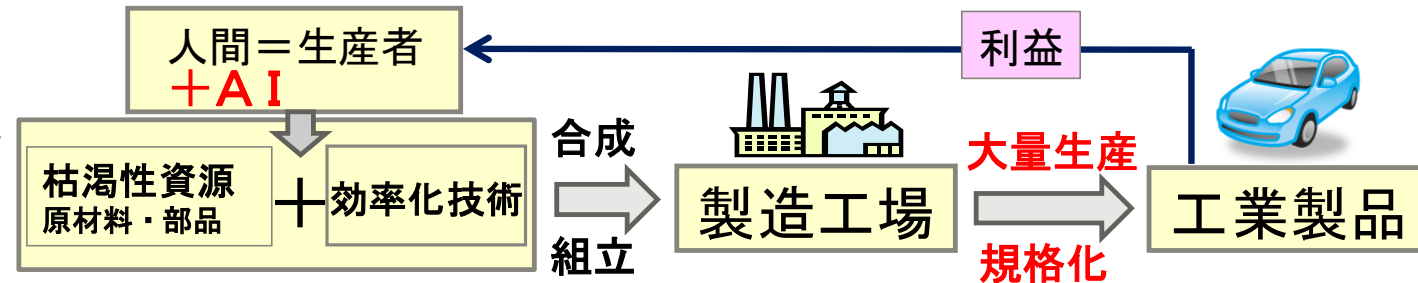 人間＝生産者
＋ＡＩ
利益
枯渇性資源
原材料・部品
＋
効率化技術
合成
組立
製造工場
大量生産
規格化
工業製品